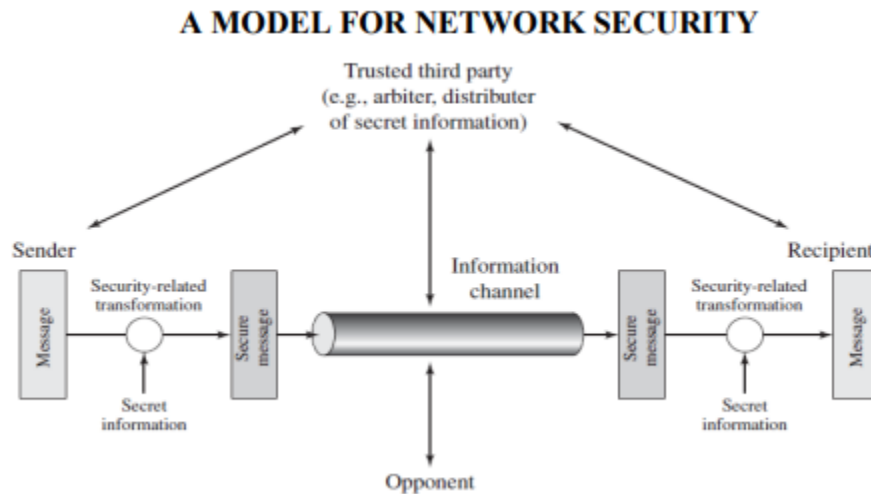 A MODEL FOR NETWORK SECURITY
Trusted third party
(e.g., arbiter, distributer
of secret information)
Sender
Recipient
Information
channel
Security-related
transformation
Security-related
transformation
Message
Secure
message
Secure
message
Message
Secret
information
Secret
information
Opponent